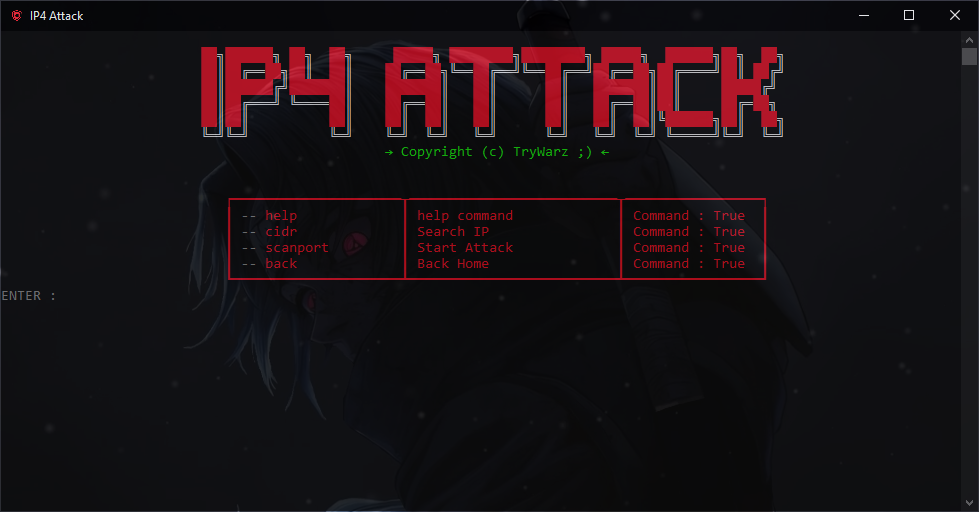 IP4 Attack
IP4 ATTACK
→ Copyright (c) TryWarz ;) ←
-- help help command Command : True
-- cidr Search IP Command : True
-- scanport Start Attack Command : True
-- back Back Home Command : True
ENTER :